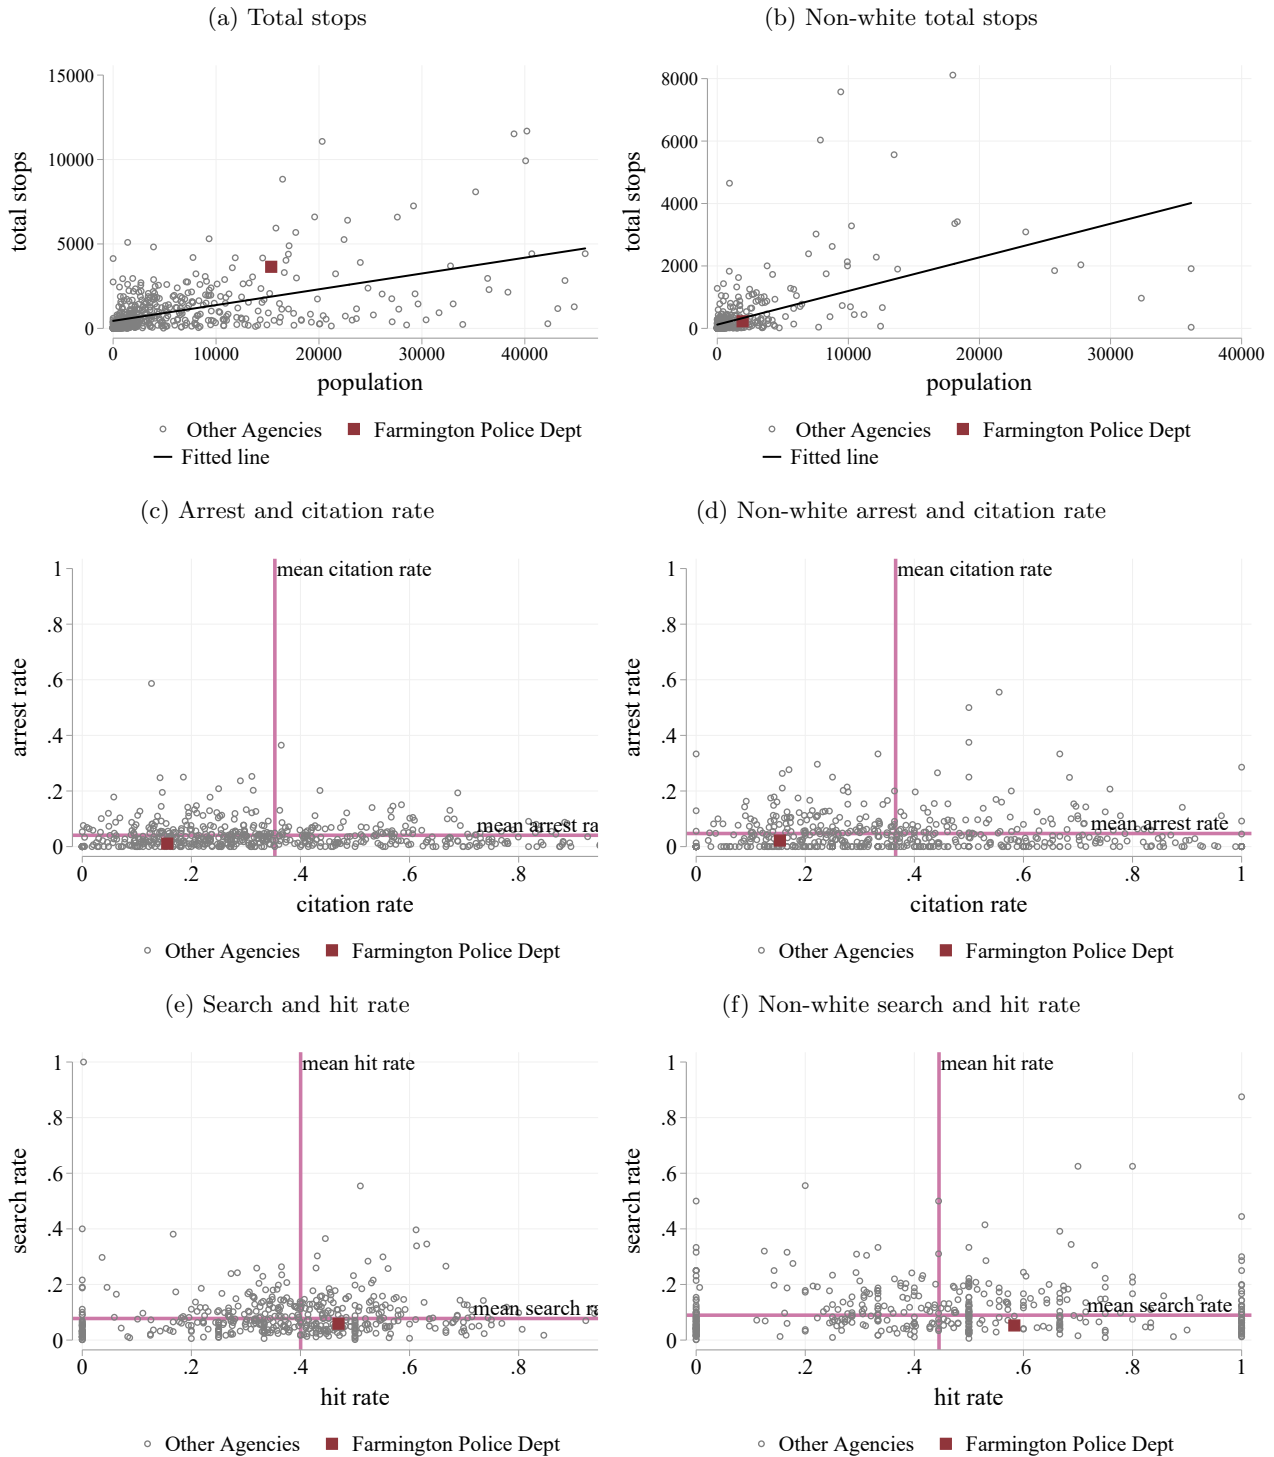 (a) Total stops
(b) Non-white total stops
total stops
15000
10000
5000
0
0 10000 20000 30000 40000
population
Other Agencies Farmington Police Dept
Fitted line
total stops
8000
6000
4000
2000
0
0 10000 20000 30000 40000
population
Other Agencies Farmington Police Dept
Fitted line
(c) Arrest and citation rate
(d) Non-white arrest and citation rate
arrest rate
1
.8
.6
.4
.2
0
mean citation rate
mean arrest ra
0 .2 .4 .6 .8
citation rate
Other Agencies Farmington Police Dept
arrest rate
1
.8
.6
.4
.2
0
mean citation rate
mean arrest rate
0 .2 .4 .6 .8 1
citation rate
Other Agencies Farmington Police Dept
(e) Search and hit rate
(f) Non-white search and hit rate
search rate
1
.8
.6
.4
.2
0
mean hit rate
mean search ra
0 .2 .4 .6 .8
hit rate
Other Agencies Farmington Police Dept
search rate
1
.8
.6
.4
.2
0
mean hit rate
mean search rate
0 .2 .4 .6 .8 1
hit rate
Other Agencies Farmington Police Dept